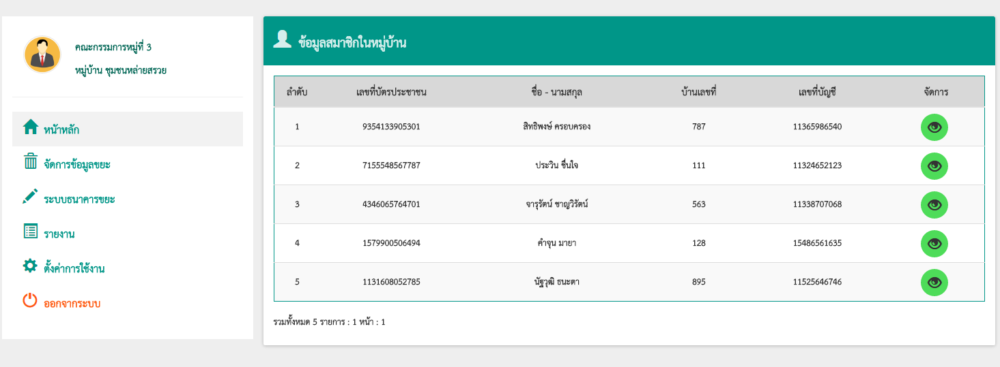 คณะกรรมการหมู่ที่ 3
หมู่บ้าน ชุมชนหล่ายสรวย
หน้าหลัก
จัดการข้อมูลขยะ
ระบบธนาคารขยะ
รายงาน
ตั้งค่าการใช้งาน
ออกจากระบบ
ข้อมูลสมาชิกในหมู่บ้าน
ลำดับ เลขที่บัตรประชาชน ชื่อ - นามสกุล บ้านเลขที่ เลขที่บัญชี จัดการ
1 9354133905301 สิทธิพงษ์ ครอบครอง 787 11365986540
2 7155548567787 ประวิน ชื่นใจ 111 11324652123
3 4346065764701 จารุรัตน์ ชาญวิรัตน์ 563 11338707068
4 1579900506494 คำจุน มายา 128 15486561635
5 1131608052785 นัฐวุฒิ ธนะตา 895 11525646746
รวมทั้งหมด 5 รายการ : 1 หน้า : 1